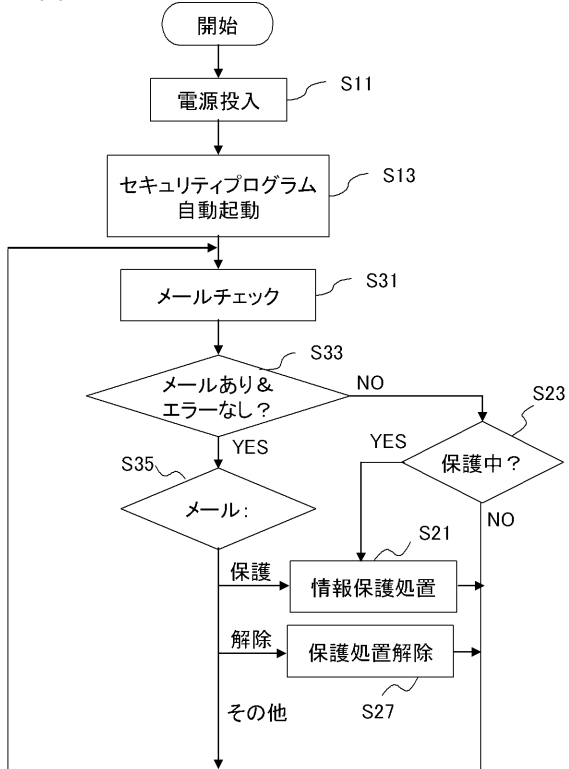 開始
電源投入
S11
セキュリティプログラム
自動起動
S13
メールチェック
S31
メールあり&
エラーなし?
S33
NO
YES
S23
保護中?
YES
NO
S35
メール:
保護
S21
情報保護処置
解除
保護処置解除
S27
その他